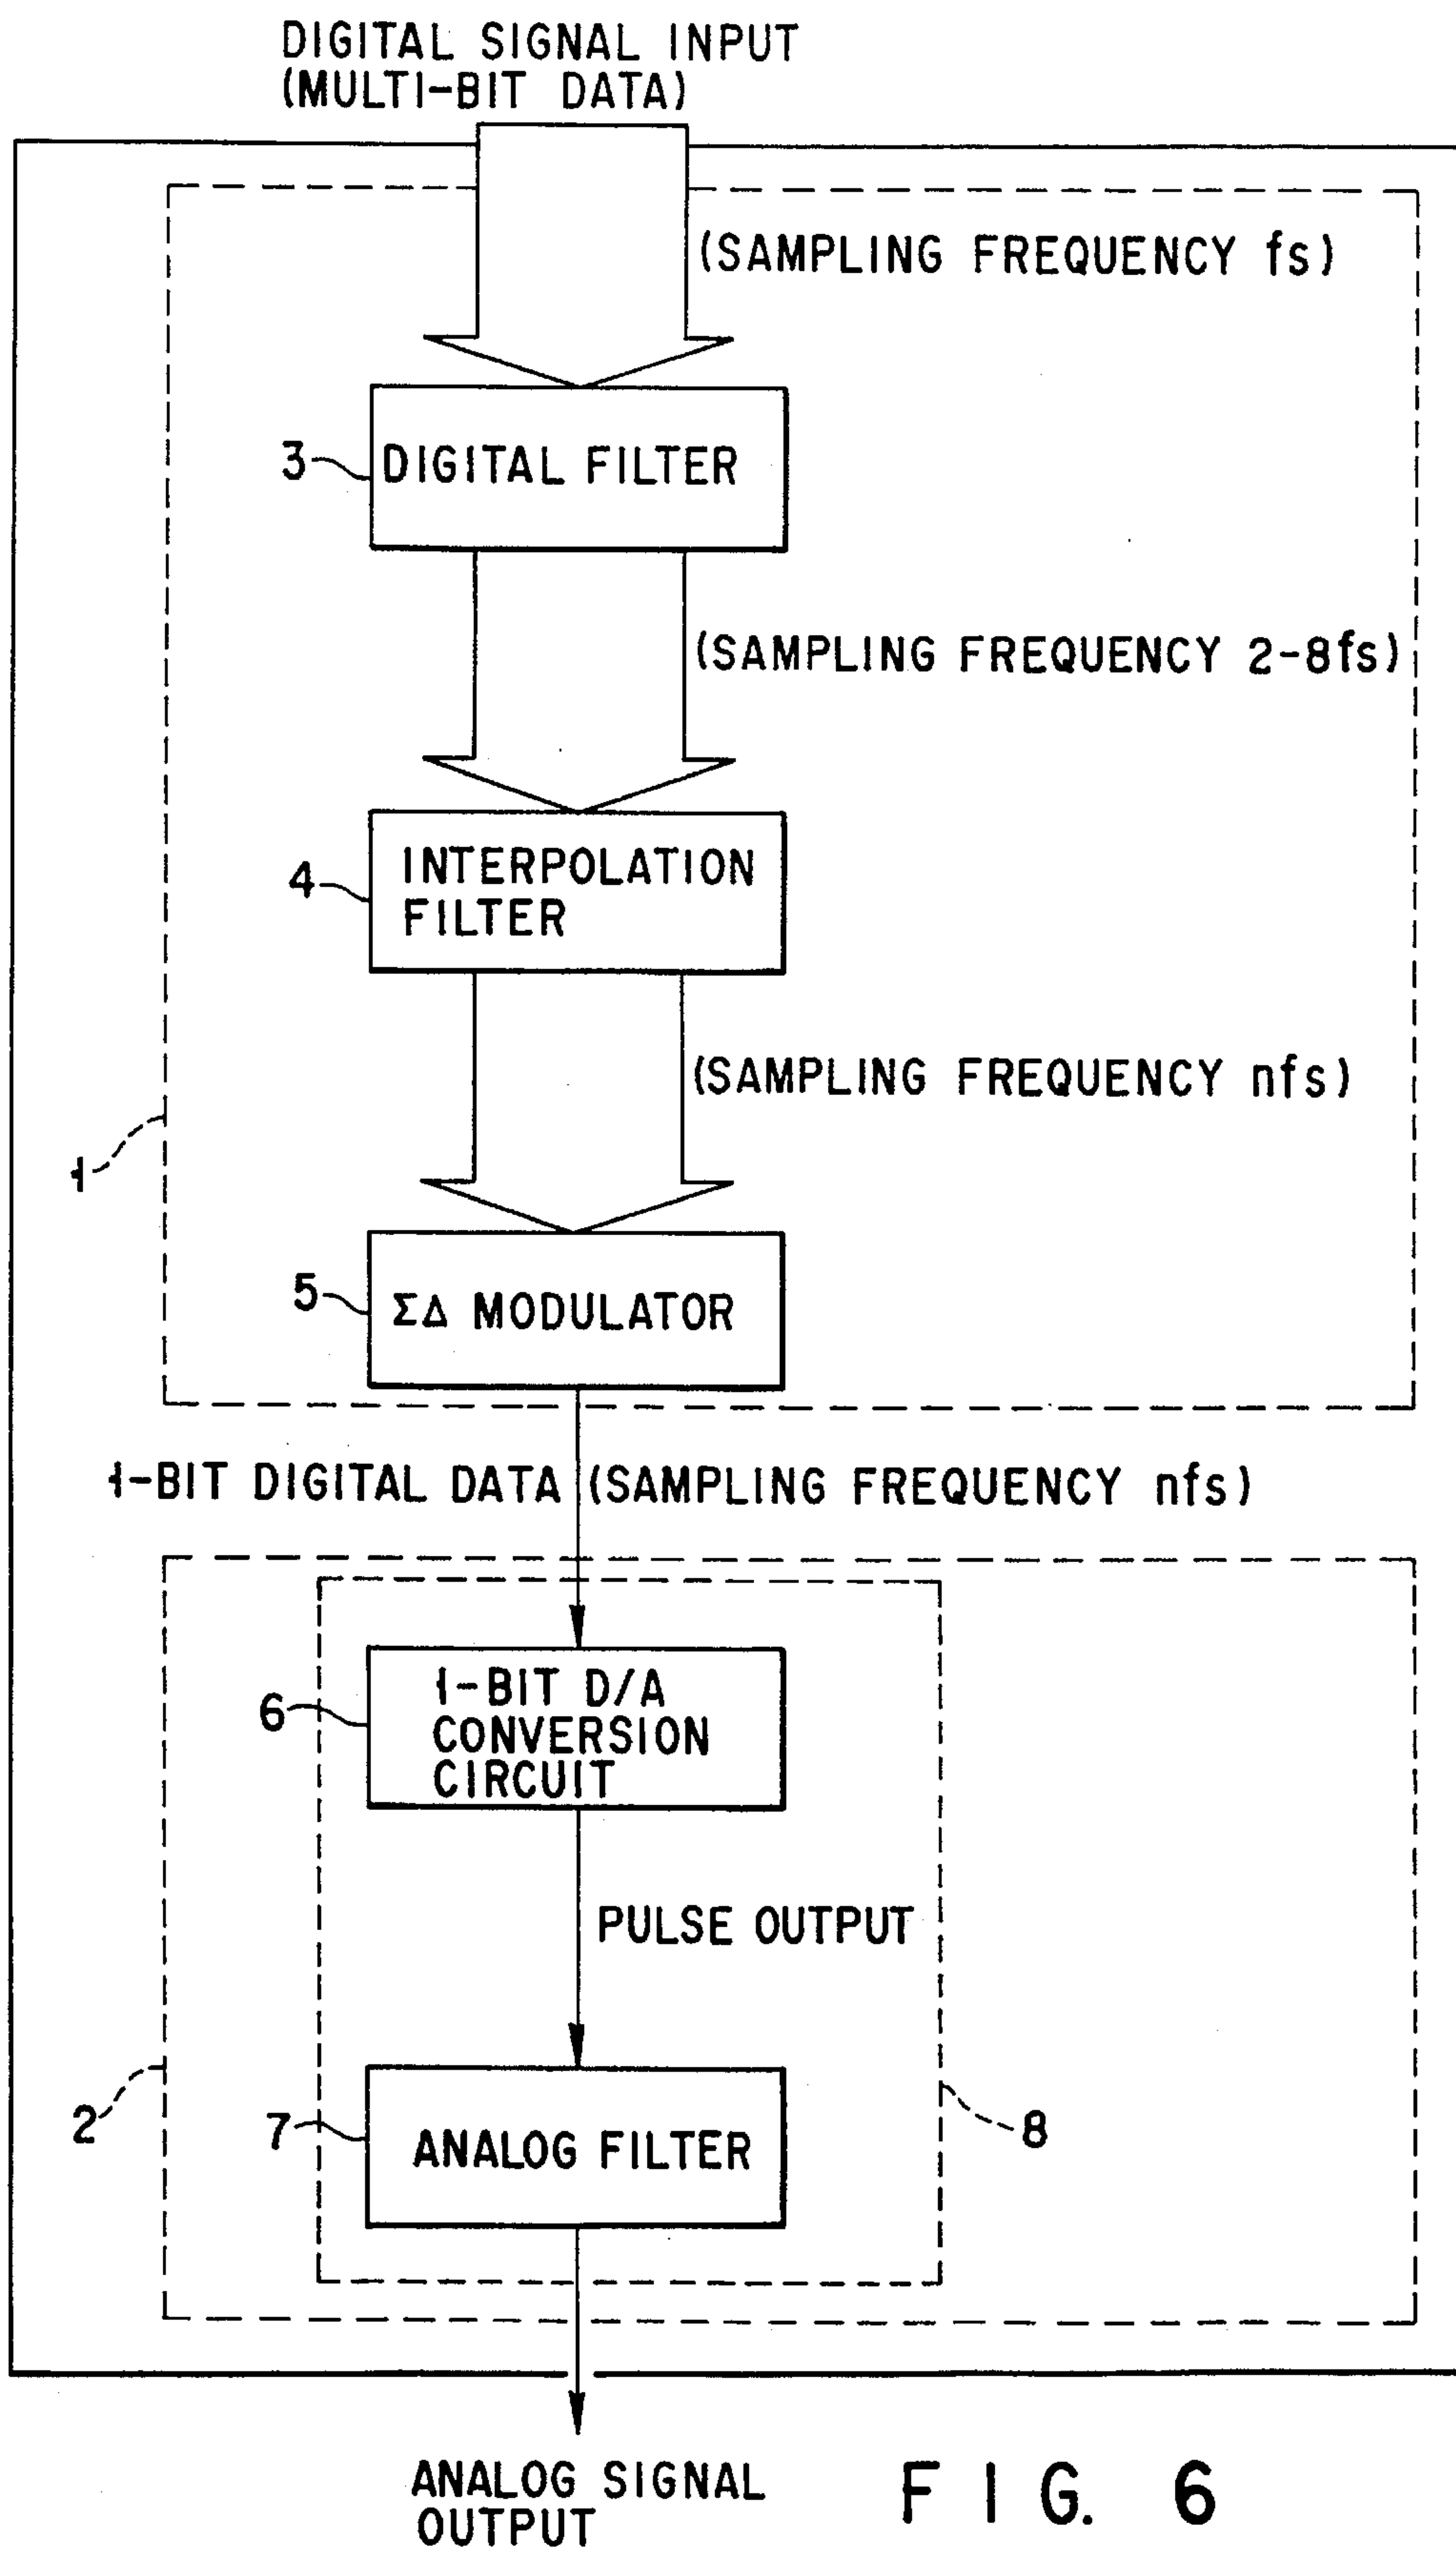 DIGITAL SIGNAL INPUT
(MULTI-BIT DATA)
(SAMPLING FREQUENCY fs)
3
DIGITAL FILTER
(SAMPLING FREQUENCY 2-8fs)
4
INTERPOLATION
FILTER
(SAMPLING FREQUENCY nfs)
1
5
ΣΔ MODULATOR
1-BIT DIGITAL DATA (SAMPLING FREQUENCY nfs)
6
1-BIT D/A
CONVERSION
CIRCUIT
PULSE OUTPUT
2
7
ANALOG FILTER
8
ANALOG SIGNAL
OUTPUT
FIG. 6